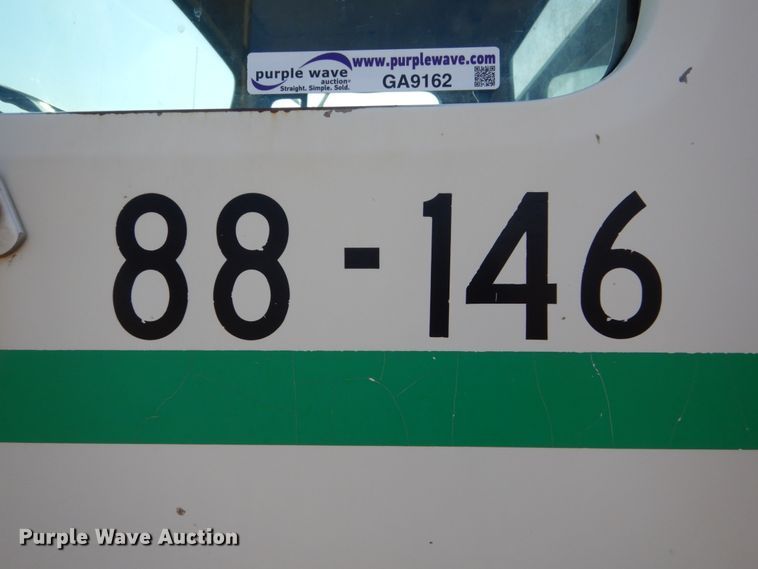 purple wave
auction®
Straight. Simple. Sold.
www.purplewave.com
GA9162
88-146
Purple Wave Auction